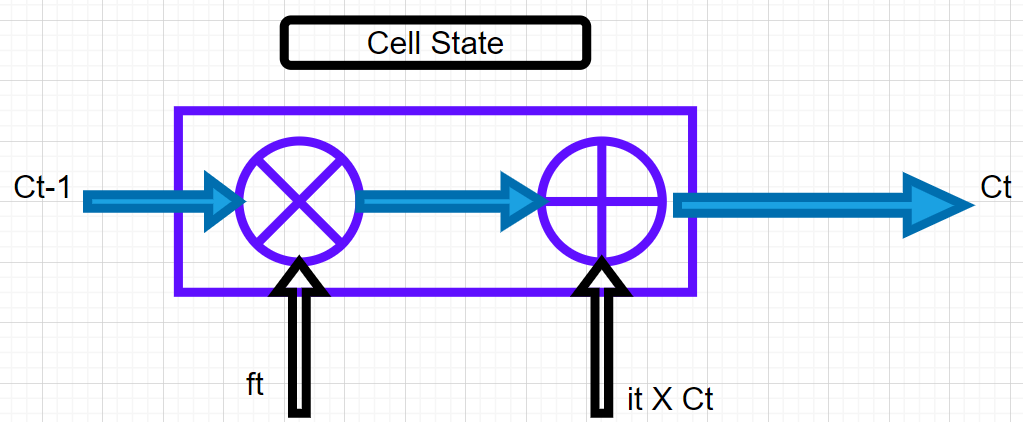 Cell State
Ct-1
Ct
ft
it X Ct